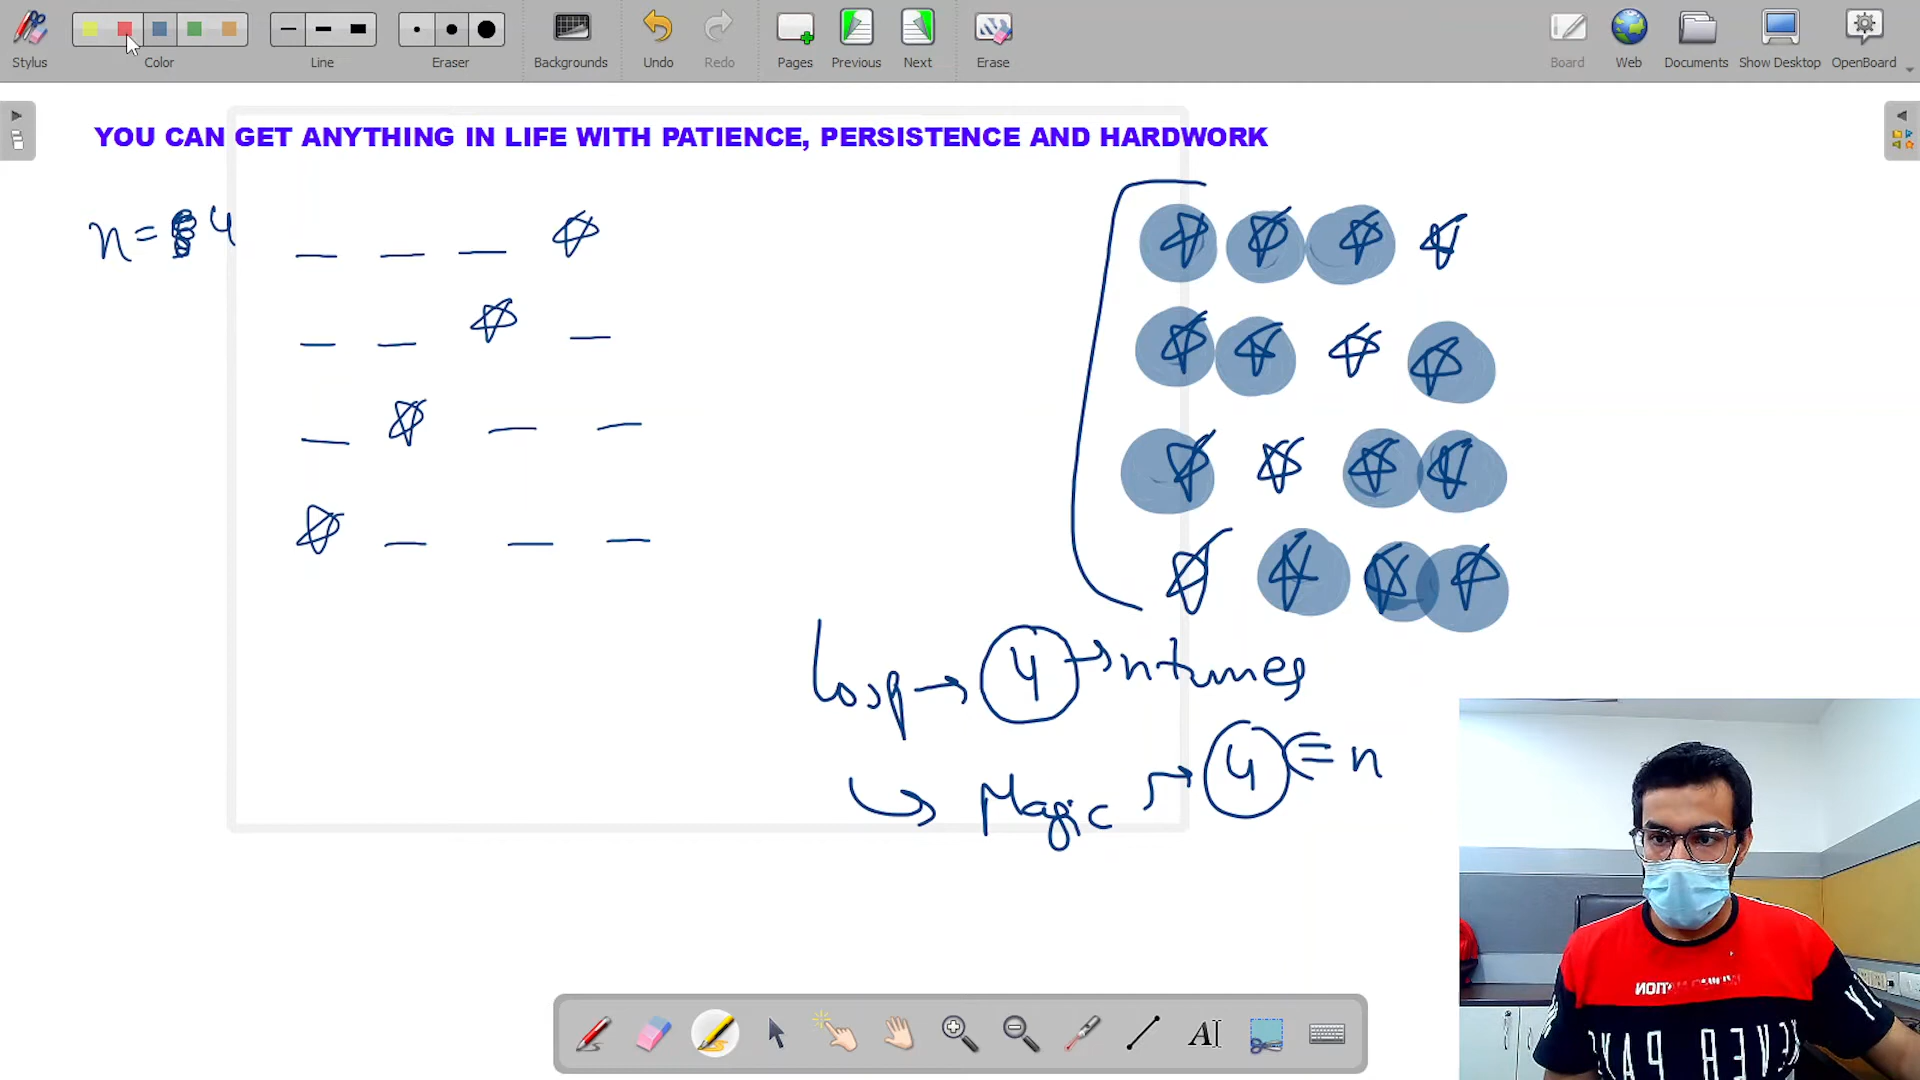 Stylus
Color
Line
Eraser
Backgrounds
Undo
Redo
Pages
Previous
Next
Erase
Board
Web
Documents
Show Desktop
OpenBoard
YOU CAN GET ANYTHING IN LIFE WITH PATIENCE, PERSISTENCE AND HARDWORK
n = 4
Loop → 4 → n times
Magic → 4 = n